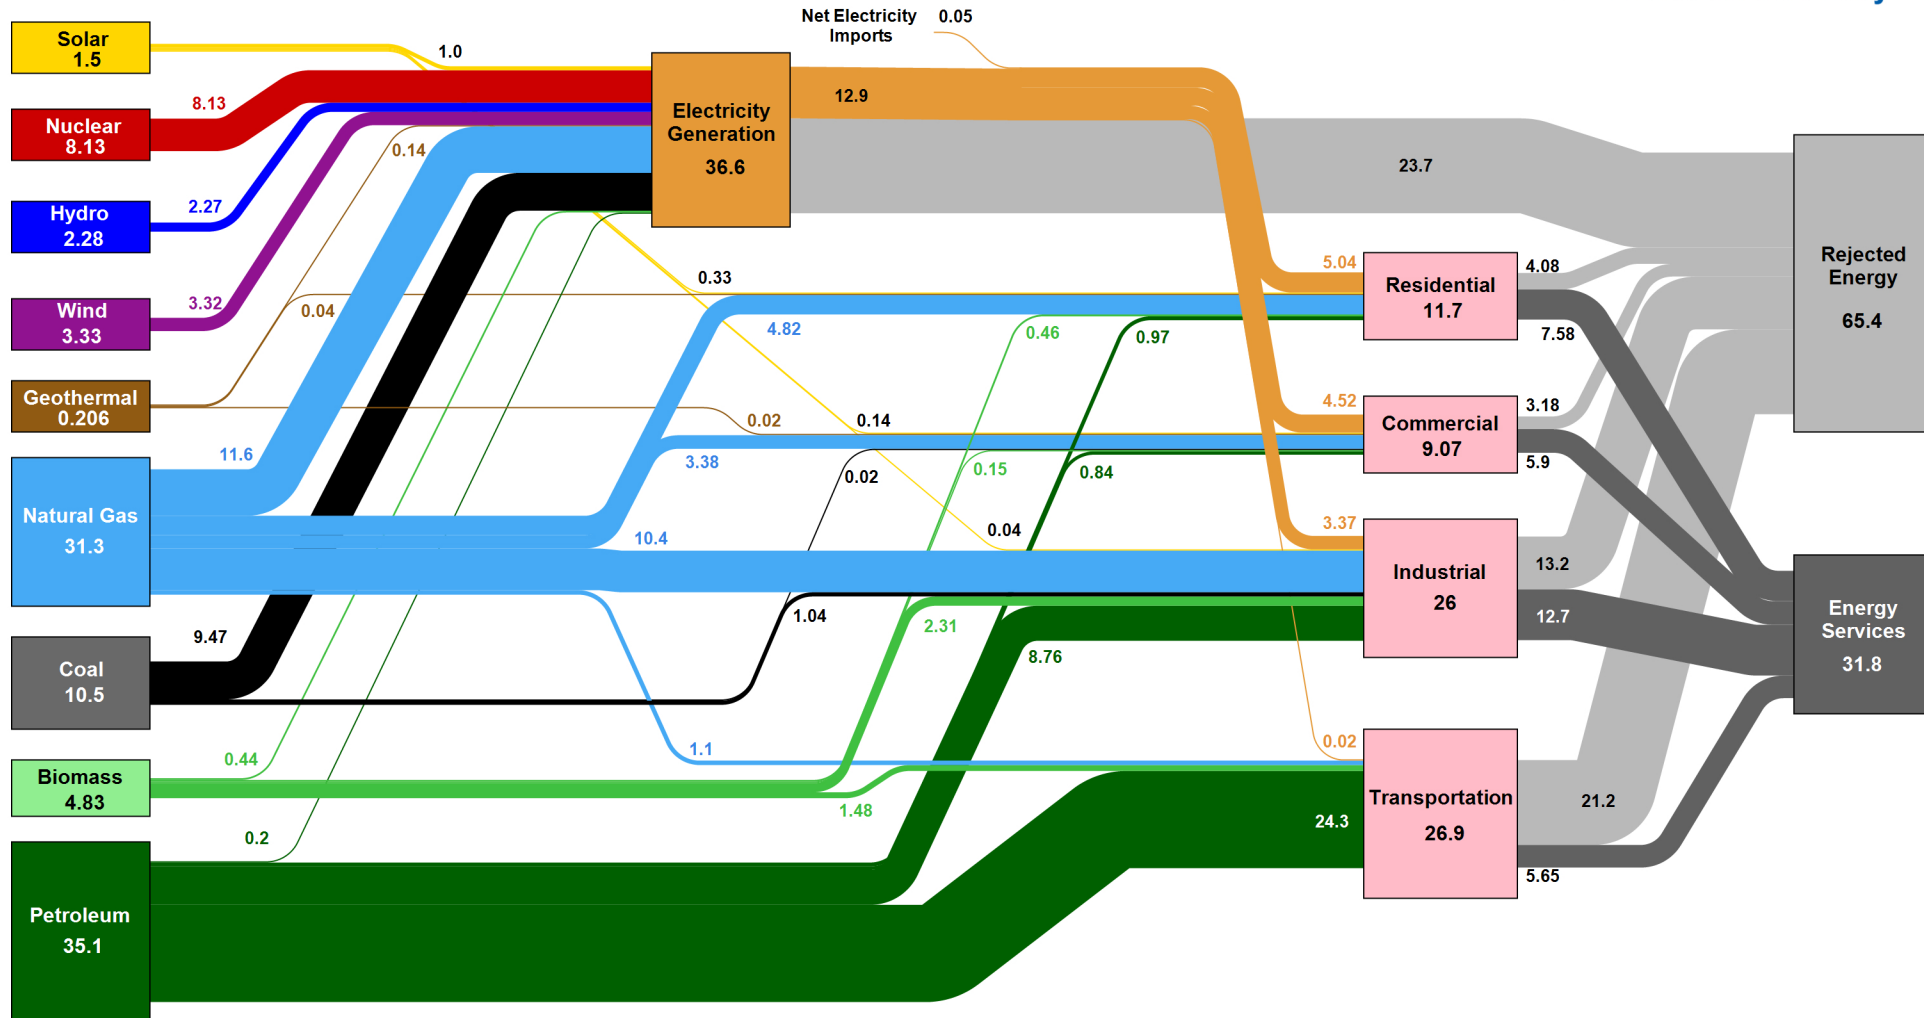 Net Electricity
Imports
0.05
Solar
1.5
1.0
Nuclear
8.13
8.13
Electricity
Generation
36.6
12.9
0.14
23.7
Hydro
2.28
2.27
Rejected
Energy
65.4
Wind
3.33
3.32
0.04
0.33
4.82
0.46
0.97
5.04
Residential
11.7
4.08
7.58
Geothermal
0.206
0.02
0.14
4.52
Commercial
9.07
3.18
5.9
11.6
3.38
0.02
0.15
0.84
Natural Gas
31.3
10.4
0.04
3.37
Industrial
26
13.2
12.7
Energy
Services
31.8
9.47
1.04
2.31
8.76
Coal
10.5
0.44
1.1
0.02
Biomass
4.83
1.48
Transportation
26.9
24.3
21.2
5.65
0.2
Petroleum
35.1